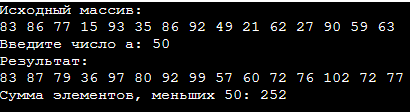 Исходный массив:
83 86 77 15 93 35 86 92 49 21 62 27 90 59 63
Введите число a: 50
Результат:
83 87 79 36 97 80 92 99 57 60 72 76 102 72 77
Сумма элементов, меньших 50: 252